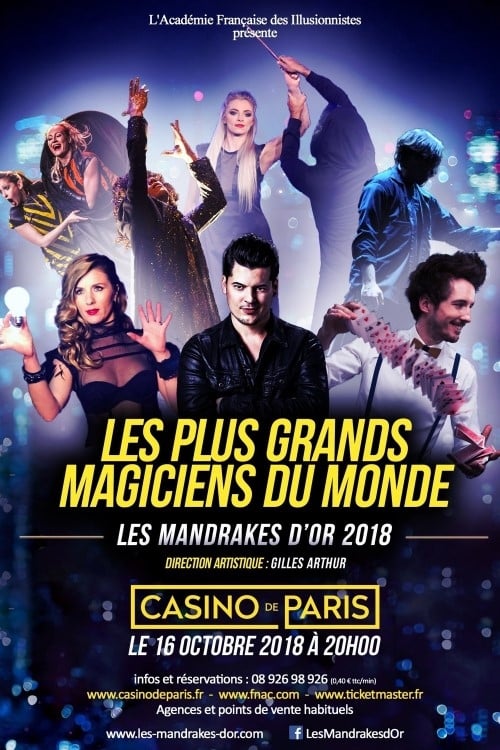 L'Académie Française des Illusionnistes
présente
LES PLUS GRANDS
MAGICIENS DU MONDE
LES MANDRAKES D'OR 2018
DIRECTION ARTISTIQUE : GILLES ARTHUR
CASINO DE PARIS
LE 16 OCTOBRE 2018 À 20H00
infos et réservations : 08 926 98 926 (0,40 € ttc/min)
www.casinodeparis.fr - www.fnac.com - www.ticketmaster.fr
Agences et points de vente habituels
www.les-mandrakes-dor.com f LesMandrakesdOr